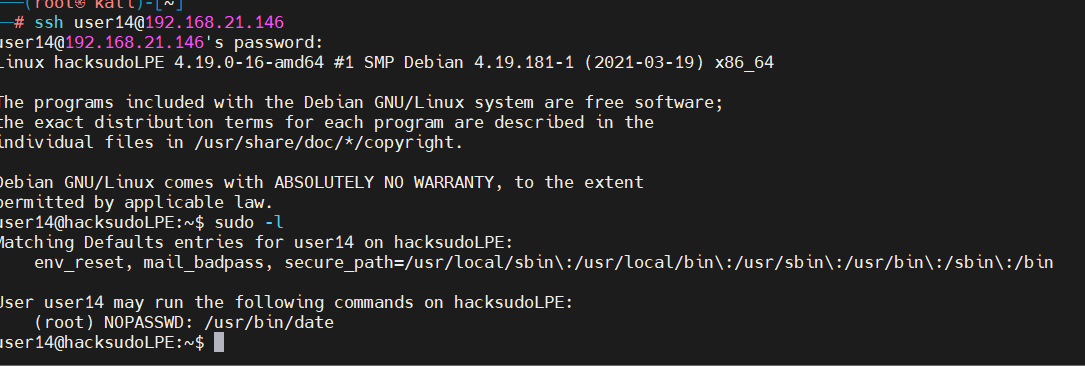 ──(root㉿ kali)-[~]
─# ssh user14@192.168.21.146
user14@192.168.21.146's password:
Linux hacksudoLPE 4.19.0-16-amd64 #1 SMP Debian 4.19.181-1 (2021-03-19) x86_64
The programs included with the Debian GNU/Linux system are free software;
the exact distribution terms for each program are described in the
individual files in /usr/share/doc/*/copyright.
Debian GNU/Linux comes with ABSOLUTELY NO WARRANTY, to the extent
permitted by applicable law.
user14@hacksudoLPE:~$ sudo -l
Matching Defaults entries for user14 on hacksudoLPE:
env_reset, mail_badpass, secure_path=/usr/local/sbin\:/usr/local/bin\:/usr/sbin\:/usr/bin\:/sbin\:/bin
User user14 may run the following commands on hacksudoLPE:
(root) NOPASSWD: /usr/bin/date
user14@hacksudoLPE:~$